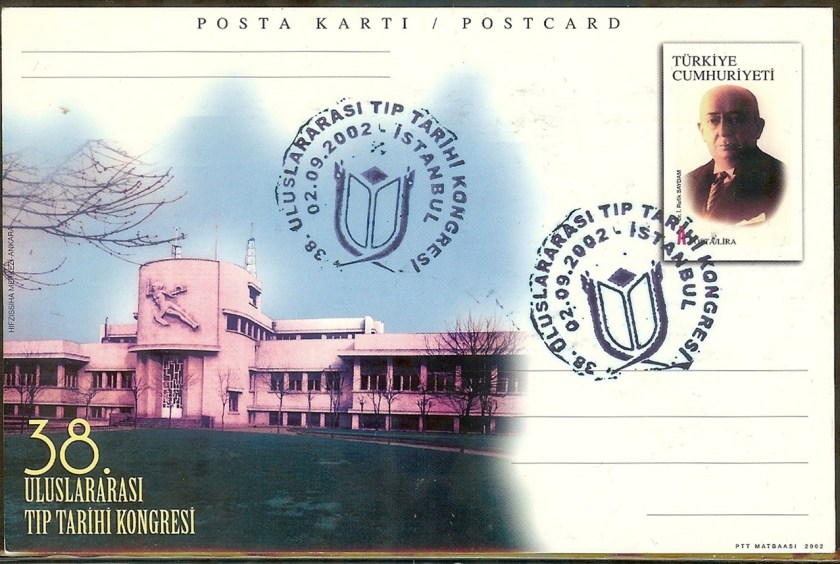 POSTA KARTI / POSTCARD
TÜRKİYE
CUMHURİYETİ
Refik SAYDAM
POSTA/LİRA
38. ULUSLARARASI TIP TARİHİ KONGRESİ
02.09.2002 - İSTANBUL
38. ULUSLARARASI TIP TARİHİ KONGRESİ
02.09.2002 - İSTANBUL
HIFZISSIHA MERKEZİ-ANKARA
38.
ULUSLARARASI
TIP TARİHİ KONGRESİ
PTT MATBAASI 2002